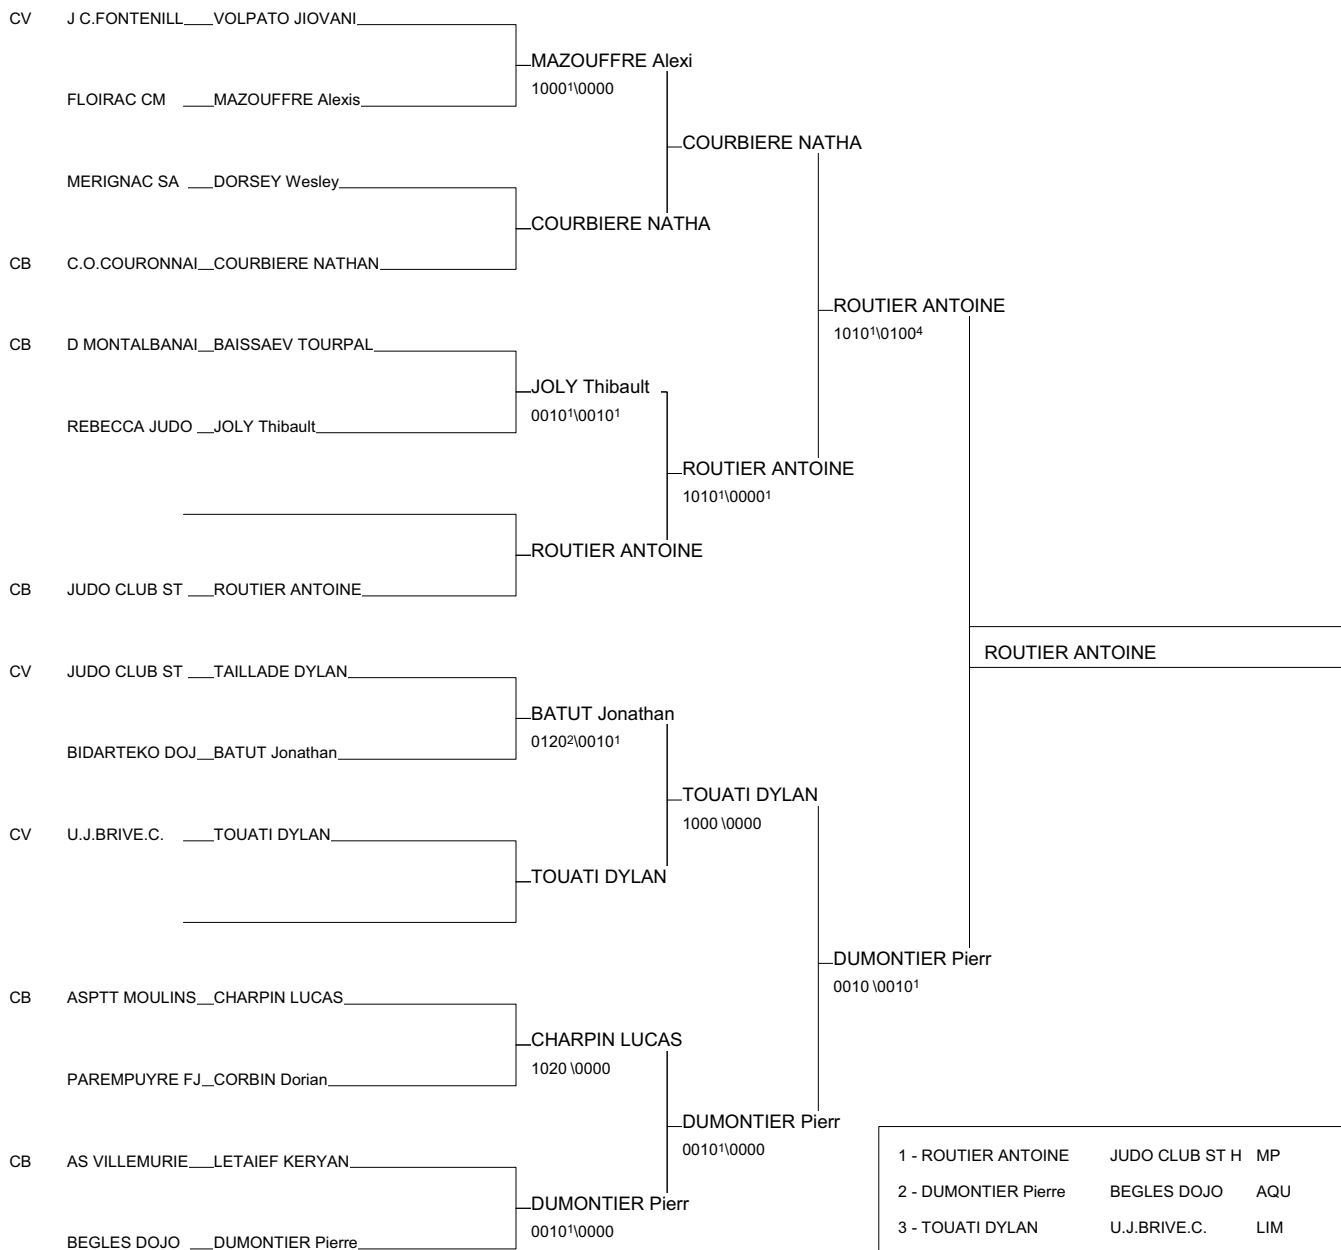 CV J C.FONTENILL VOLPATO JIOVANI
MAZOUFFRE Alexi
1000¹\0000
FLOIRAC CM MAZOUFFRE Alexis
COURBIERE NATHA
MERIGNAC SA DORSEY Wesley
COURBIERE NATHA
CB C.O.COURONNAI COURBIERE NATHAN
ROUTIER ANTOINE
1010¹\0100⁴
CB D MONTALBANAI BAISSAEV TOURPAL
JOLY Thibault
0010¹\0010¹
REBECCA JUDO JOLY Thibault
ROUTIER ANTOINE
1010¹\0000¹
ROUTIER ANTOINE
CB JUDO CLUB ST ROUTIER ANTOINE
ROUTIER ANTOINE
CV JUDO CLUB ST TAILLADE DYLAN
BATUT Jonathan
0120²\0010¹
BIDARTEKO DOJ BATUT Jonathan
TOUATI DYLAN
1000 \0000
CV U.J.BRIVE.C. TOUATI DYLAN
TOUATI DYLAN
DUMONTIER Pierr
0010 \0010¹
CB ASPTT MOULINS CHARPIN LUCAS
CHARPIN LUCAS
1020 \0000
PAREMPUYRE FJ CORBIN Dorian
DUMONTIER Pierr
0010¹\0000
CB AS VILLEMURIE LETAIEF KERYAN
DUMONTIER Pierr
0010¹\0000
BEGLES DOJO DUMONTIER Pierre
1 - ROUTIER ANTOINE JUDO CLUB ST H MP
2 - DUMONTIER Pierre BEGLES DOJO AQU
3 - TOUATI DYLAN U.J.BRIVE.C. LIM